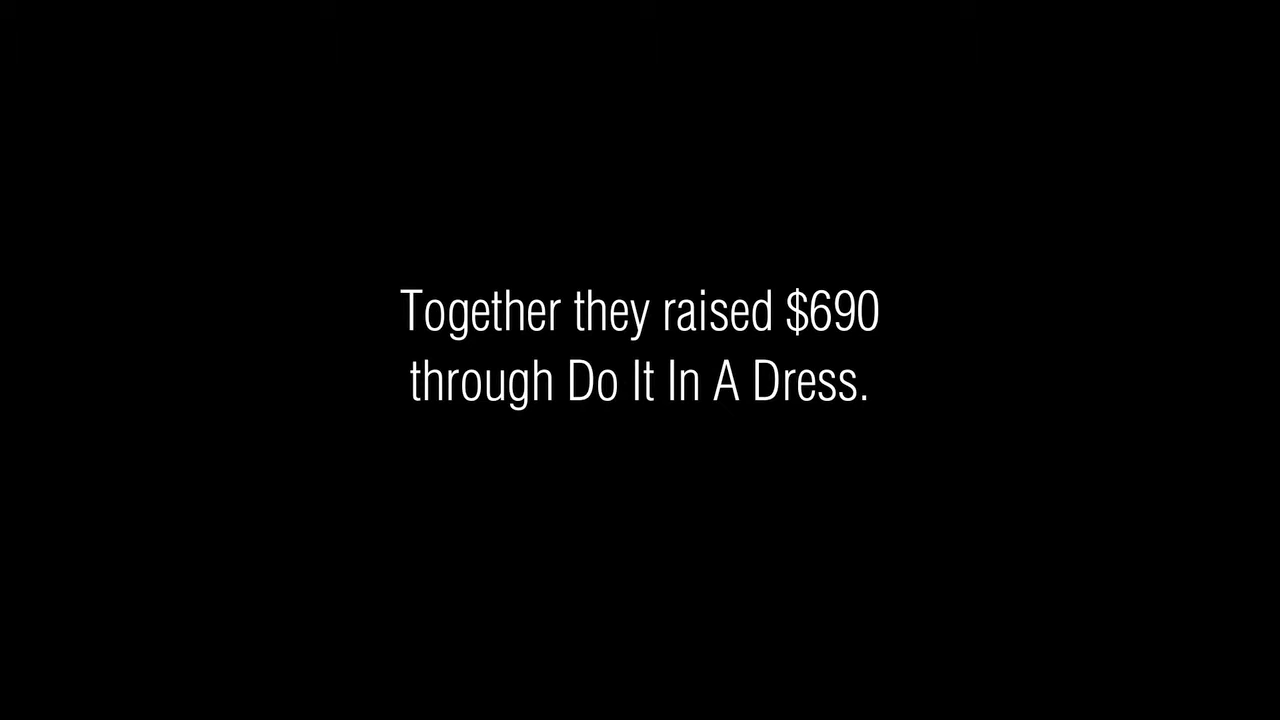 Together they raised $690
through Do It In A Dress.